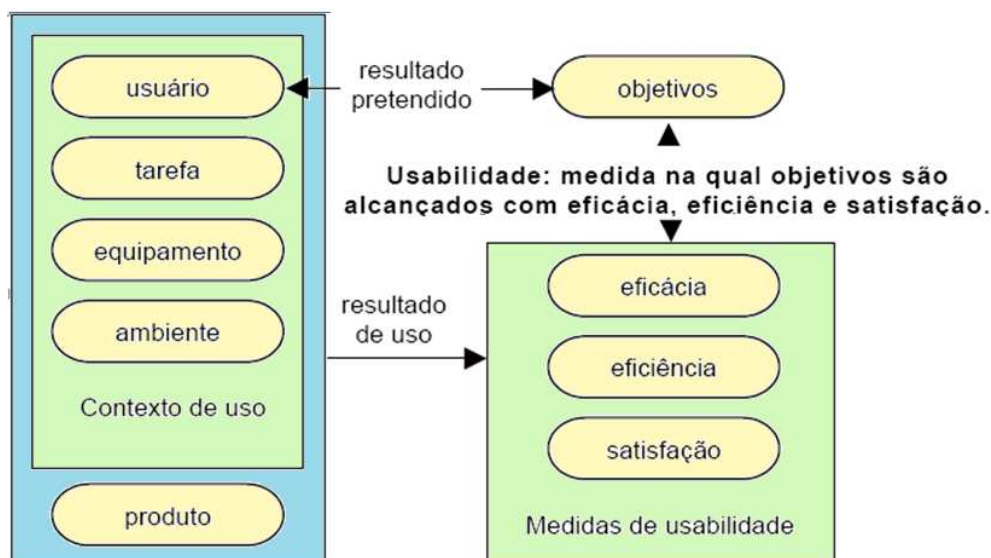 usuário
resultado
pretendido
objetivos
tarefa
Usabilidade: medida na qual objetivos são
alcançados com eficácia, eficiência e satisfação.
equipamento
ambiente
Contexto de uso
produto
resultado
de uso
eficácia
eficiência
satisfação
Medidas de usabilidade